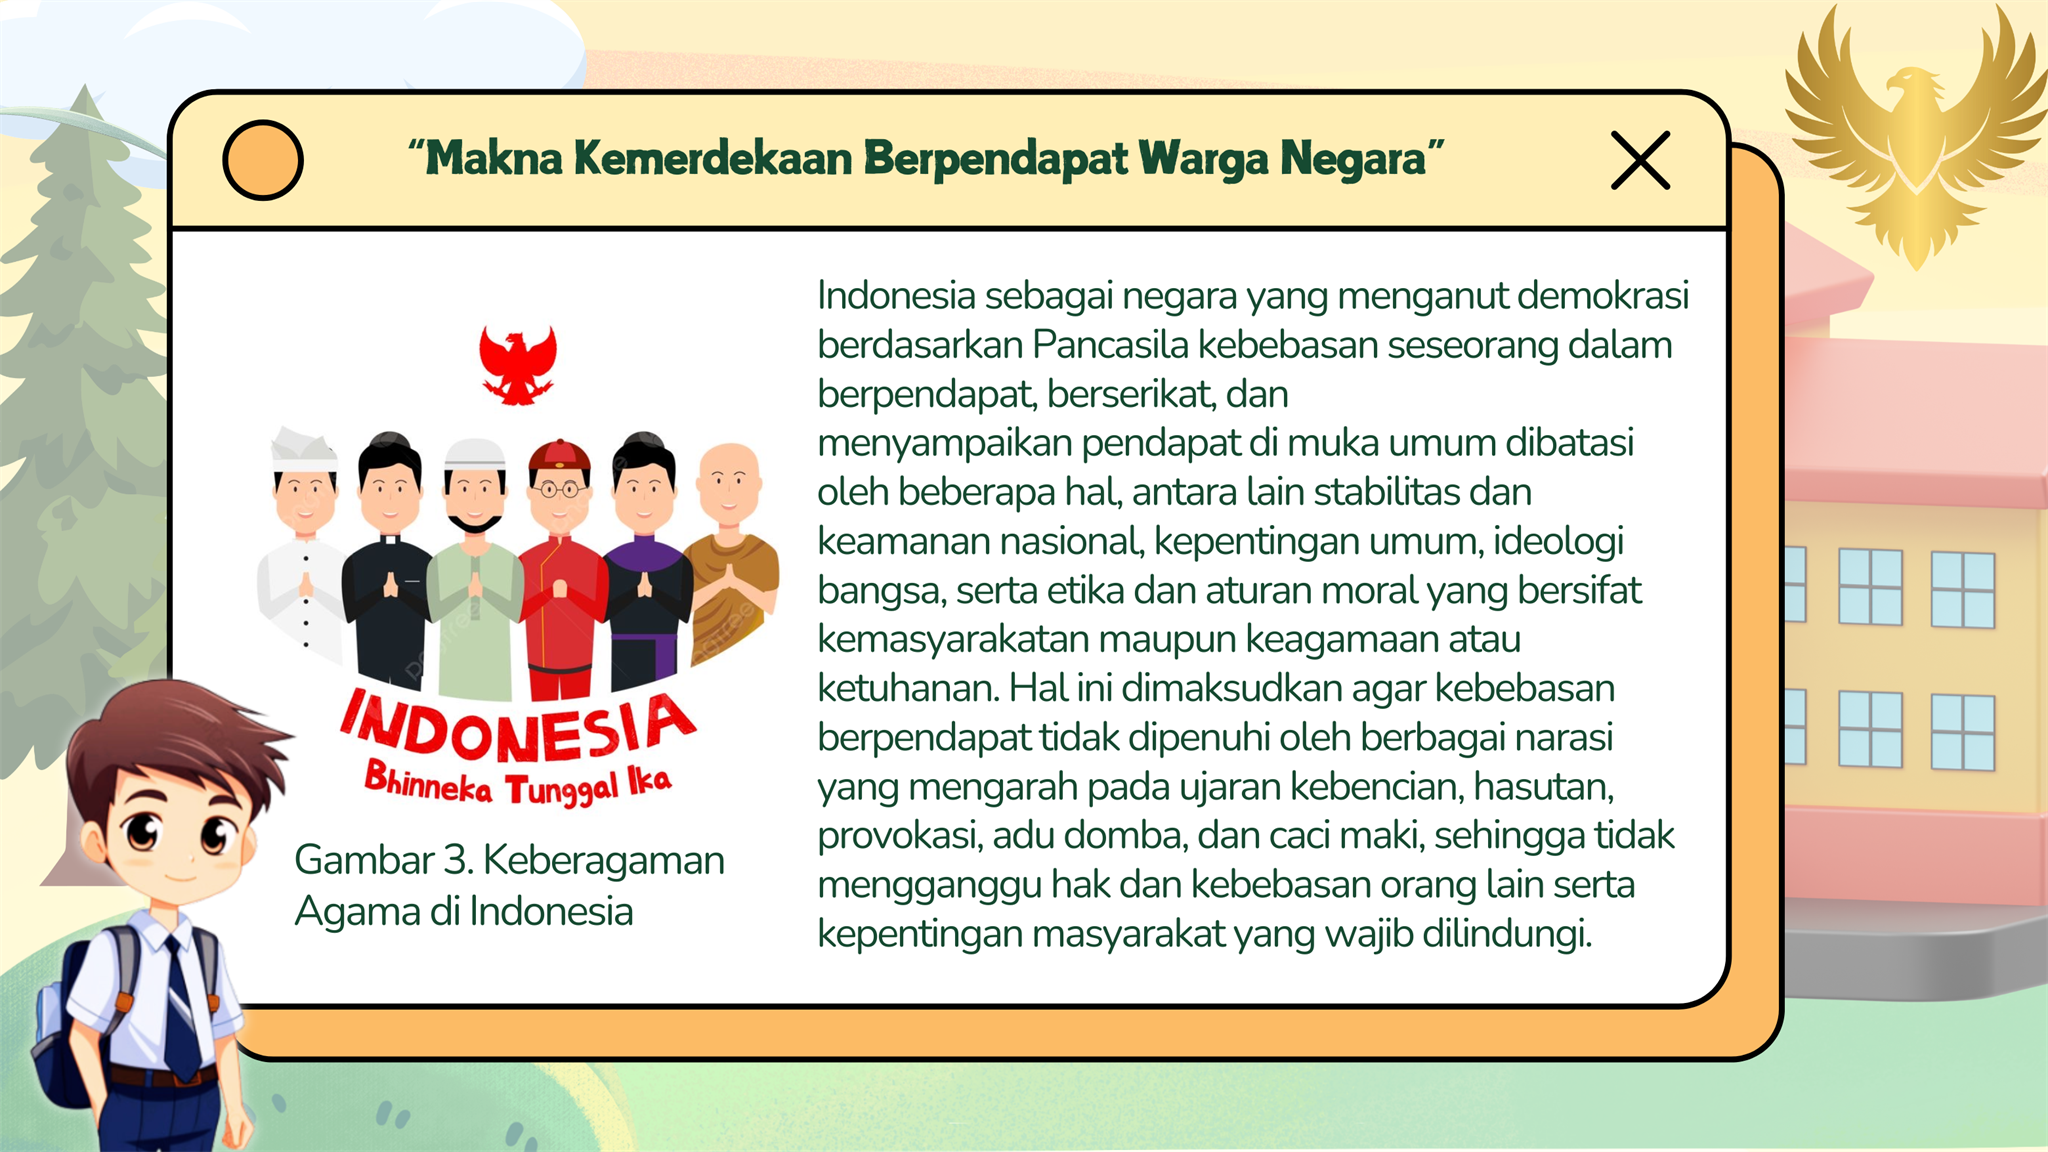 “Makna Kemerdekaan Berpendapat Warga Negara”
Indonesia sebagai negara yang menganut demokrasi
berdasarkan Pancasila kebebasan seseorang dalam
berpendapat, berserikat, dan
menyampaikan pendapat di muka umum dibatasi
oleh beberapa hal, antara lain stabilitas dan
keamanan nasional, kepentingan umum, ideologi
bangsa, serta etika dan aturan moral yang bersifat
kemasyarakatan maupun keagamaan atau
ketuhanan. Hal ini dimaksudkan agar kebebasan
berpendapat tidak dipenuhi oleh berbagai narasi
yang mengarah pada ujaran kebencian, hasutan,
provokasi, adu domba, dan caci maki, sehingga tidak
mengganggu hak dan kebebasan orang lain serta
kepentingan masyarakat yang wajib dilindungi.
INDONESIA
Bhinneka Tunggal Ika
Gambar 3. Keberagaman
Agama di Indonesia